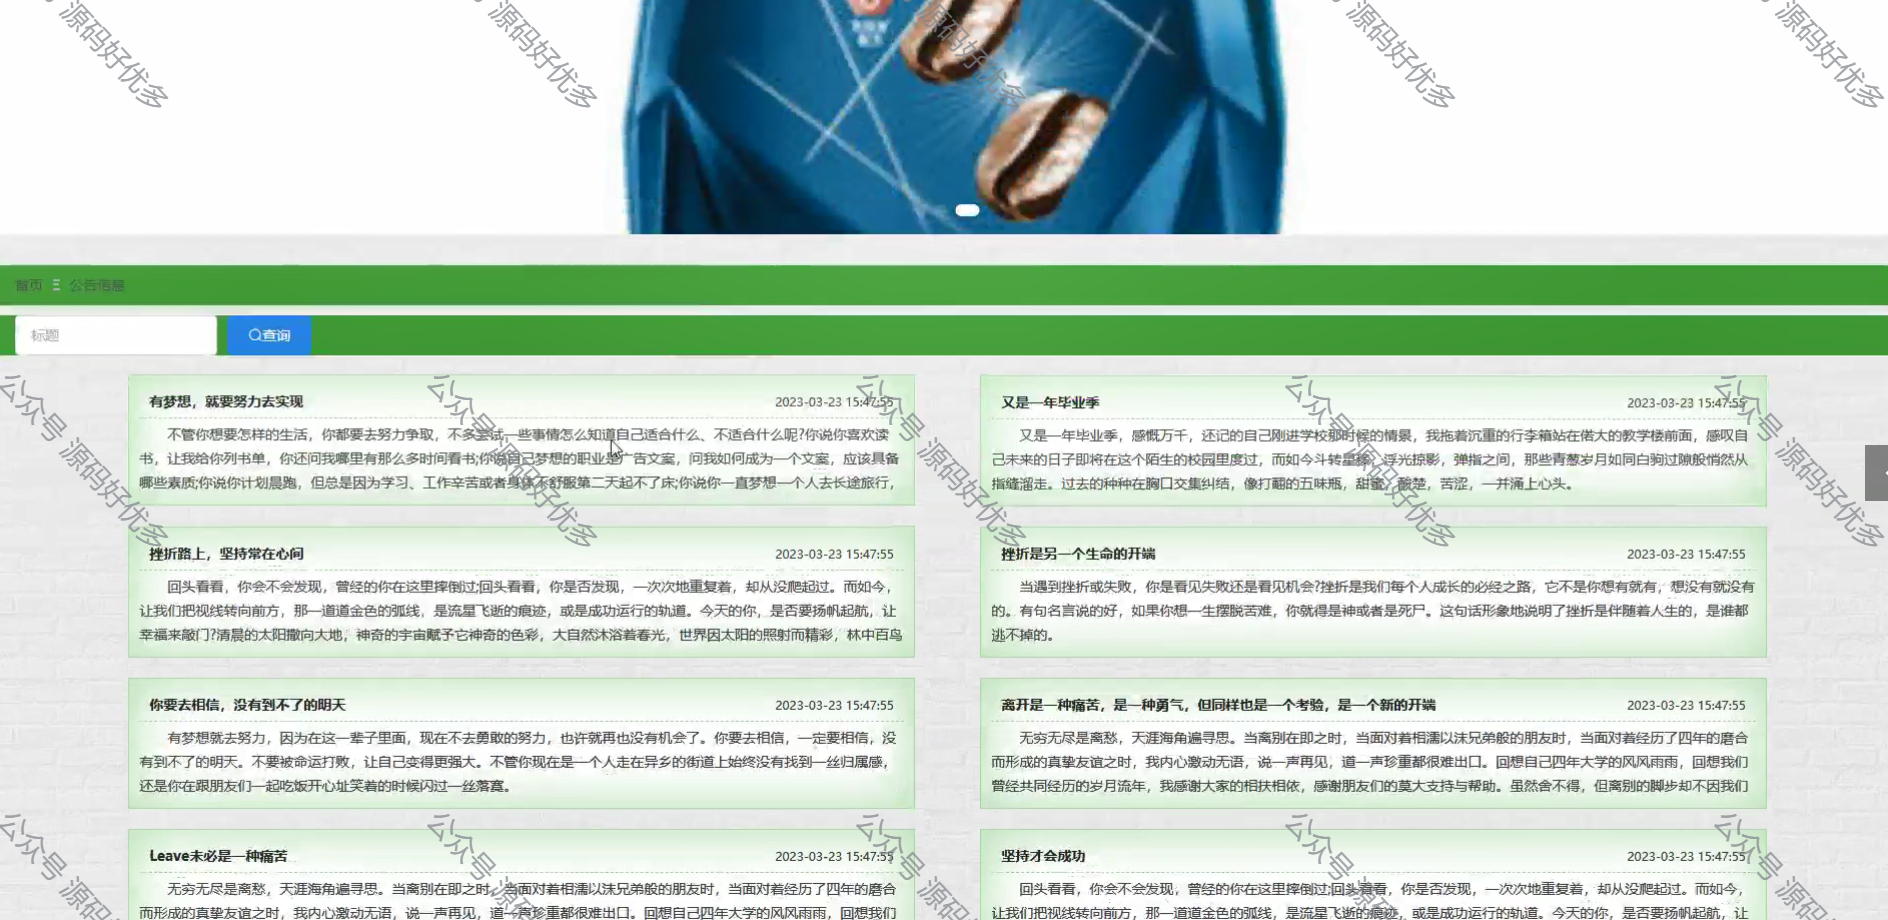 首页 公告信息
标题 查询
有梦想，就要努力去实现 2023-03-23 15:47:55
不管你想要怎样的生活，你都要去努力争取，不多尝试一些事情怎么知道自己适合什么、不适合什么呢?你说你喜欢读
书，让我给你列书单，你还问我哪里有那么多时间看书;你说自己梦想的职业是广告文案，问我如何成为一个文案，应该具备
哪些素质;你说你计划晨跑，但总是因为学习、工作辛苦或者身体不舒服第二天起不了床;你说你一直梦想一个人去长途旅行，
又是一年毕业季 2023-03-23 15:47:55
又是一年毕业季，感慨万千，还记的自己刚进学校那时候的情景，我拖着沉重的行李箱站在偌大的教学楼前面，感叹自
己未来的日子即将在这个陌生的校园里度过，而如今斗转星移，浮光掠影，弹指之间，那些青葱岁月如同白驹过隙般悄然从
指缝溜走。过去的种种在胸口交集纠结，像打翻的五味瓶，甜蜜，酸楚，苦涩，一并涌上心头。
挫折路上，坚持常在心间 2023-03-23 15:47:55
回头看看，你会不会发现，曾经的你在这里摔倒过;回头看看，你是否发现，一次次地重复着，却从没爬起过。而如今，
让我们把视线转向前方，那一道道金色的弧线，是流星飞逝的痕迹，或是成功运行的轨道。今天的你，是否要扬帆起航，让
幸福来敲门?清晨的太阳撒向大地，神奇的宇宙赋予它神奇的色彩，大自然沐浴着春光，世界因太阳的照射而精彩，林中百鸟
挫折是另一个生命的开端 2023-03-23 15:47:55
当遇到挫折或失败，你是看见失败还是看见机会?挫折是我们每个人成长的必经之路，它不是你想有就有，想没有就没有
的。有句名言说的好，如果你想一生摆脱苦难，你就得是神或者是死尸。这句话形象地说明了挫折是伴随着人生的，是谁都
逃不掉的。
你要去相信，没有到不了的明天 2023-03-23 15:47:55
有梦想就去努力，因为在这一辈子里面，现在不去勇敢的努力，也许就再也没有机会了。你要去相信，一定要相信，没
有到不了的明天。不要被命运打败，让自己变得更强大。不管你现在是一个人走在异乡的街道上始终没有找到一丝归属感，
还是你在跟朋友们一起吃饭开心址笑着的时候闪过一丝落寞。
离开是一种痛苦，是一种勇气，但同样也是一个考验，是一个新的开端 2023-03-23 15:47:55
无穷无尽是离愁，天涯海角遍寻思。当离别在即之时，当面对着相濡以沫兄弟般的朋友时，当面对着经历了四年的磨合
而形成的真挚友谊之时，我内心激动无语，说一声再见，道一声珍重都很难出口。回想自己四年大学的风风雨雨，回想我们
曾经共同经历的岁月流年，我感谢大家的相扶相依，感谢朋友们的莫大支持与帮助。虽然舍不得，但离别的脚步却不因我们
Leave未必是一种痛苦 2023-03-23 15:47:55
无穷无尽是离愁，天涯海角遍寻思。当离别在即之时，当面对着相濡以沫兄弟般的朋友时，当面对着经历了四年的磨合
而形成的真挚友谊之时，我内心激动无语，说一声再见，道一声珍重都很难出口。回想自己四年大学的风风雨雨，回想我们
坚持才会成功 2023-03-23 15:47:55
回头看看，你会不会发现，曾经的你在这里摔倒过;回头看看，你是否发现，一次次地重复着，却从没爬起过。而如今，
让我们把视线转向前方，那一道道金色的弧线，是流星飞逝的痕迹，或是成功运行的轨道。今天的你，是否要扬帆起航，让
公众号 源码好优多